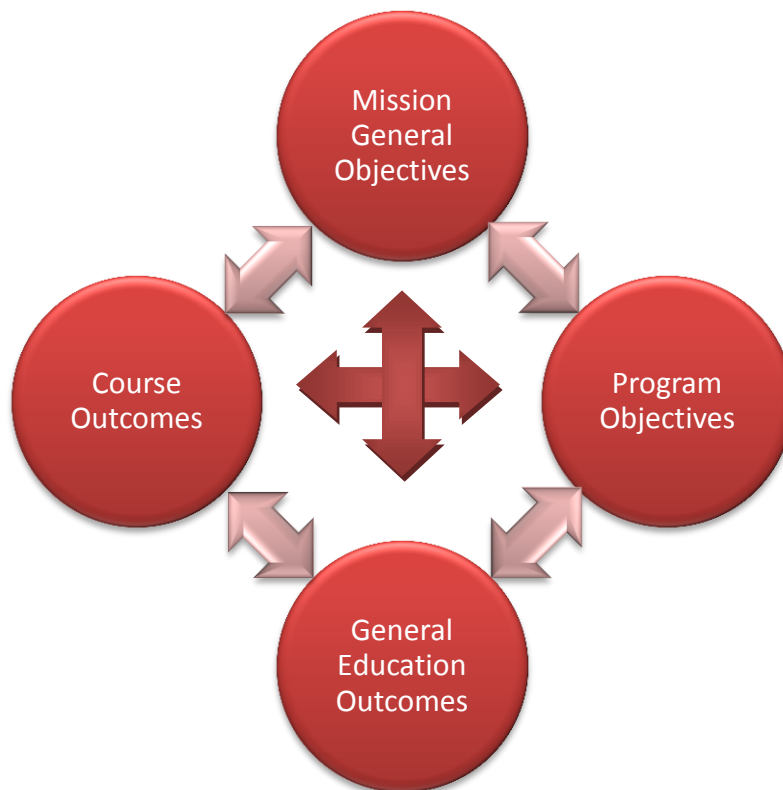 Mission
General
Objectives
Course
Outcomes
Program
Objectives
General
Education
Outcomes